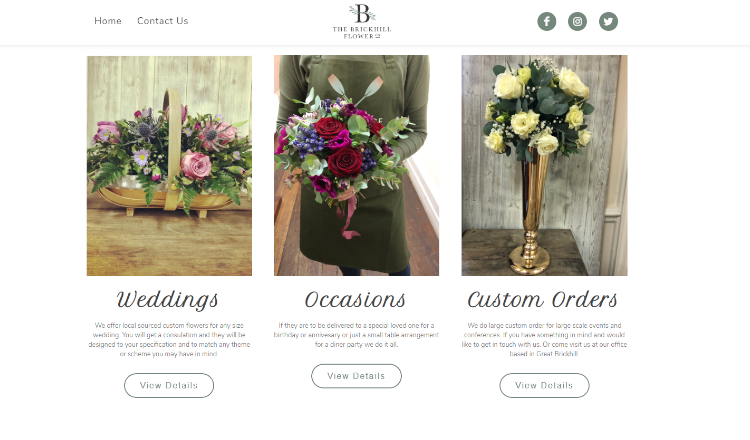 Home
Contact Us
B
THE BRICKHILL
FLOWER CO
Weddings
We offer local sourced custom flowers for any size
wedding. You will get a consulation and they will be
designed to your specification and to match any theme
or scheme you may have in mind
View Details
Occasions
If they are to be delivered to a special loved one for a
birthday or annivesary or just a small table arrangement
for a diner party we do it all.
View Details
Custom Orders
We do large custom order for large scale events and
conferences. If you have something in mind and would
like to get in touch with us. Or come visit us at our office
based in Great Brickhill
View Details